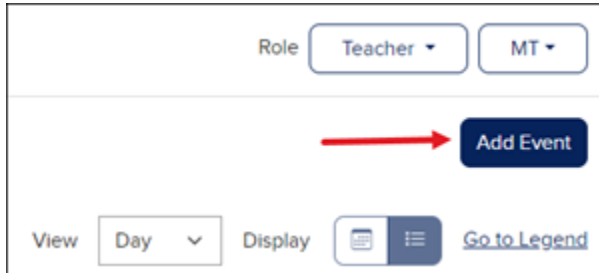 Role Teacher MT
Add Event
View Day Display Go to Legend